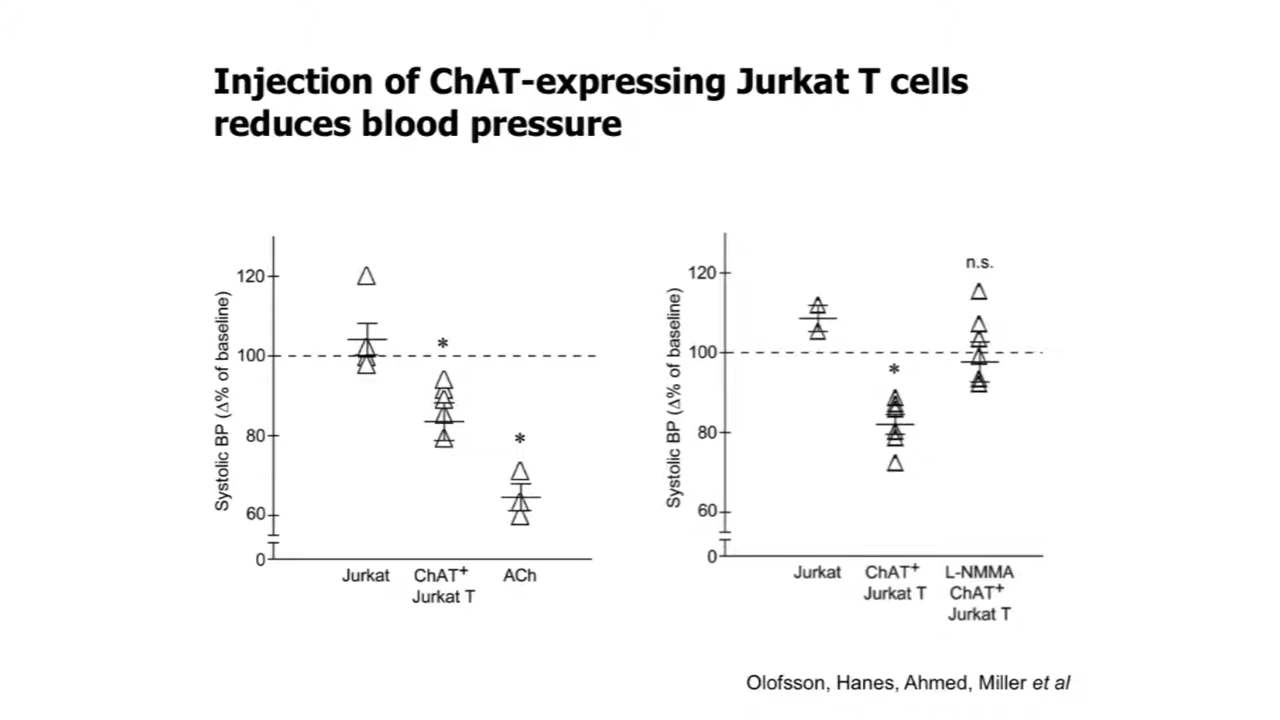 Injection of ChAT-expressing Jurkat T cells
reduces blood pressure
Systolic BP (Δ% of baseline)
120
100
80
60
0
*
*
Jurkat
ChAT+
Jurkat T
ACh
Systolic BP (Δ% of baseline)
120
100
80
60
0
*
n.s.
Jurkat
ChAT+
Jurkat T
L-NMMA
ChAT+
Jurkat T
Olofsson, Hanes, Ahmed, Miller et al